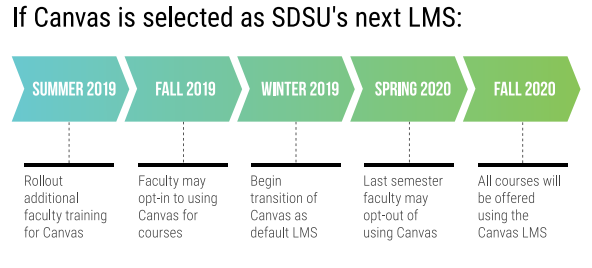 If Canvas is selected as SDSU's next LMS:
SUMMER 2019
FALL 2019
WINTER 2019
SPRING 2020
FALL 2020
Rollout
additional
faculty training
for Canvas
Faculty may
opt-in to using
Canvas for
courses
Begin
transition of
Canvas as
default LMS
Last semester
faculty may
opt-out of
using Canvas
All courses will
be offered
using the
Canvas LMS